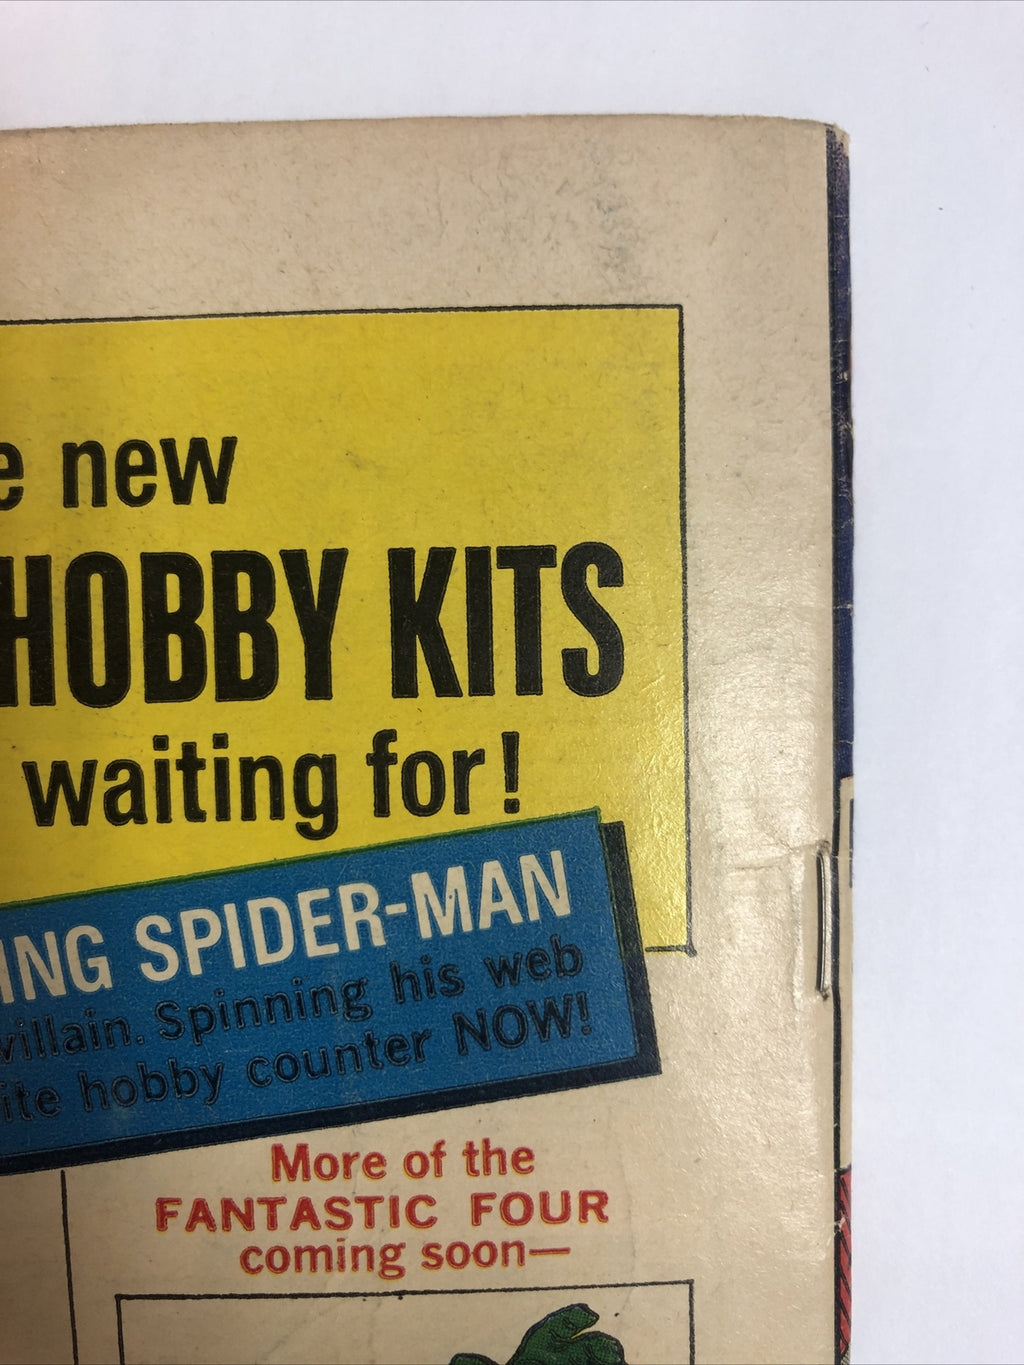 e new
HOBBY KITS
waiting for!
ING SPIDER-MAN
villain. Spinning his web
ite hobby counter NOW!
More of the
FANTASTIC FOUR
coming soon—